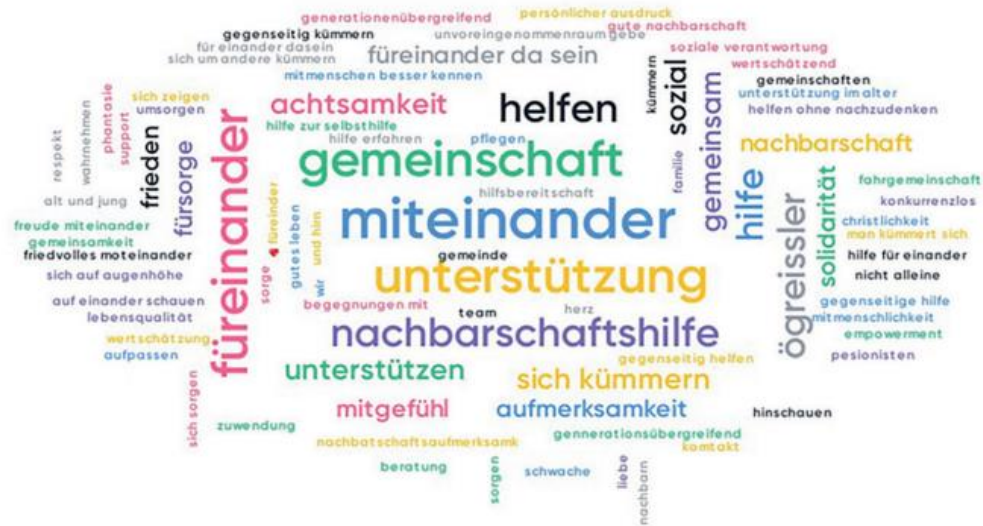 persönlicher ausdruck
generationenübergreifend
gute nachbarschaft
gegenseitig kümmern
unvoreingenommenraum gebe
für einander dasein
füreinander da sein
soziale verantwortung
sich um andere kümmern
wertschätzend
mitmenschen besser kennen
kümmern
sozial
gemeinsam
gemeinschaften
unterstützung im alter
helfen ohne nachzudenken
sich zeigen
umsorgen
achtsamkeit
helfen
phantasie
support
wahrnehmen
respekt
frieden
fürsorge
füreinander
hilfe zur selbsthilfe
hilfe erfahren
pflegen
nachbarschaft
gemeinschaft
familie
hilfe
ögreissler
solidarität
fahrgemeinschaft
alt und jung
hilfsbereitschaft
konkurrenzlos
freude miteinander
füreinder
gutes leben
und hirn
miteinander
christlichkeit
man kümmert sich
gemeinsamkeit
friedvolles moteinander
gemeinde
hilfe für einander
sich auf augenhöhe
sorge
wir
unterstützung
nicht alleine
auf einander schauen
begegnungen mit
team
herz
gegenseitige hilfe
lebensqualität
nachbarschaftshilfe
mitmenschlichkeit
wertschätzung
empowerment
aufpassen
gegenseitig helfen
pesionisten
unterstützen
sich kümmern
sich sorgen
mitgefühl
aufmerksamkeit
hinschauen
zuwendung
nachbatschaftsaufmerksamk
gennerationsübergreifend
komtakt
beratung
sorgen
schwache
liebe
nachbarn